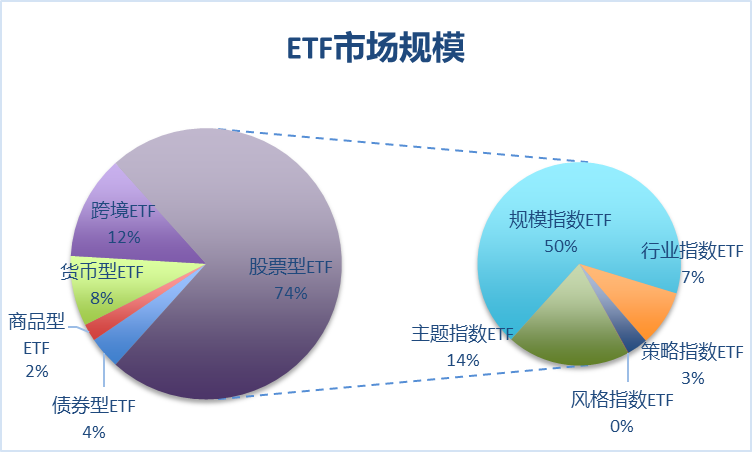 ETF市场规模
跨境ETF
12%
货币型ETF
8%
商品型
ETF
2%
债券型ETF
4%
股票型ETF
74%
规模指数ETF
50%
行业指数ETF
7%
策略指数ETF
3%
风格指数ETF
0%
主题指数ETF
14%